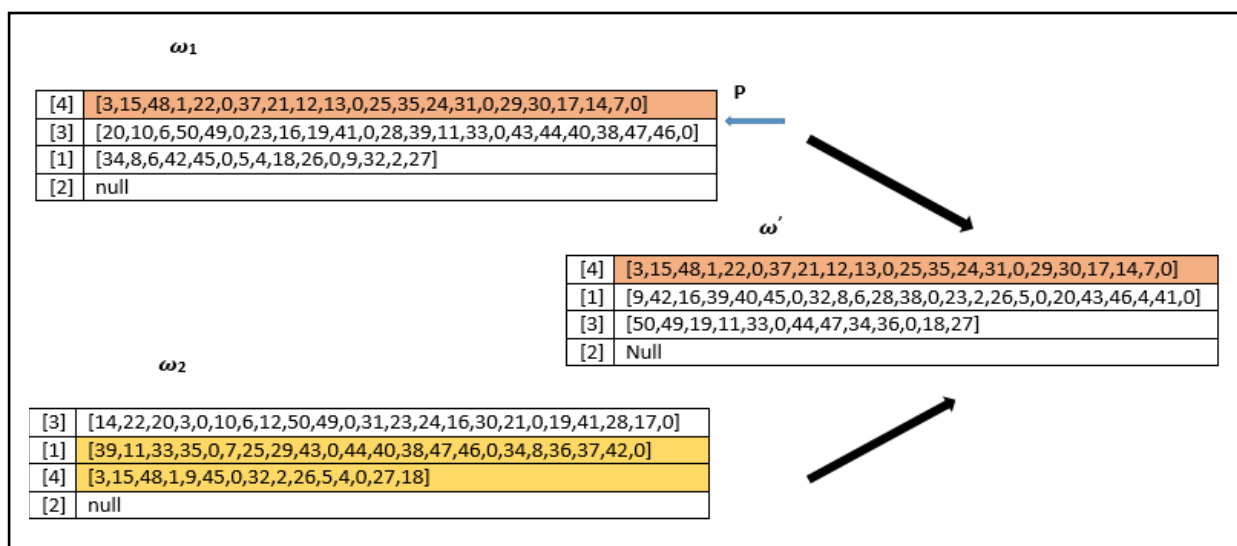 ω₁
[4] [3,15,48,1,22,0,37,21,12,13,0,25,35,24,31,0,29,30,17,14,7,0]
P
[3] [20,10,6,50,49,0,23,16,19,41,0,28,39,11,33,0,43,44,40,38,47,46,0]
[1] [34,8,6,42,45,0,5,4,18,26,0,9,32,2,27]
[2] null
ω′
[4] [3,15,48,1,22,0,37,21,12,13,0,25,35,24,31,0,29,30,17,14,7,0]
[1] [9,42,16,39,40,45,0,32,8,6,28,38,0,23,2,26,5,0,20,43,46,4,41,0]
[3] [50,49,19,11,33,0,44,47,34,36,0,18,27]
[2] Null
ω₂
[3] [14,22,20,3,0,10,6,12,50,49,0,31,23,24,16,30,21,0,19,41,28,17,0]
[1] [39,11,33,35,0,7,25,29,43,0,44,40,38,47,46,0,34,8,36,37,42,0]
[4] [3,15,48,1,9,45,0,32,2,26,5,4,0,27,18]
[2] null